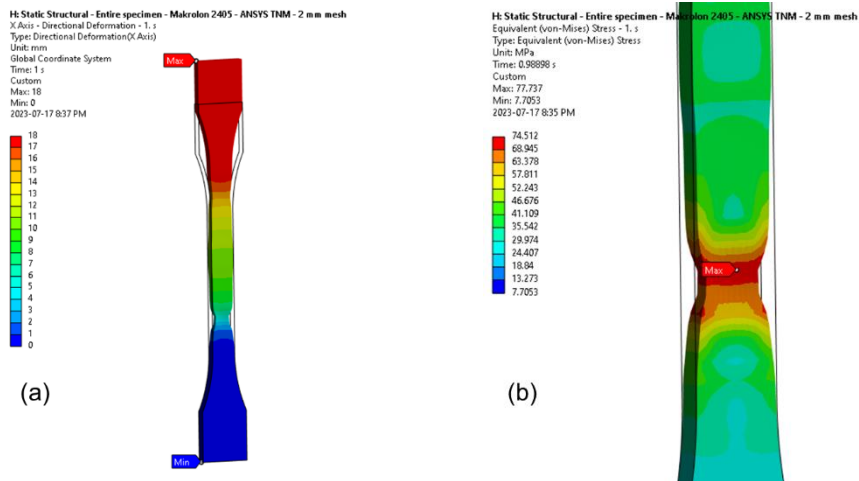 H: Static Structural - Entire specimen - Makrolon 2405 - ANSYS TNM - 2 mm mesh
X Axis - Directional Deformation - 1. s
Type: Directional Deformation(X Axis)
Unit: mm
Global Coordinate System
Time: 1 s
Custom
Max: 18
Min: 0
2023-07-17 8:37 PM
18
17
16
15
14
13
12
11
10
9
8
7
6
5
4
3
2
1
0
Max
Min
(a)
H: Static Structural - Entire specimen - Makrolon 2405 - ANSYS TNM - 2 mm mesh
Equivalent (von-Mises) Stress - 1. s
Type: Equivalent (von-Mises) Stress
Unit: MPa
Time: 0.98898 s
Custom
Max: 77.737
Min: 7.7053
2023-07-17 8:35 PM
74.512
68.945
63.378
57.811
52.243
46.676
41.109
35.542
29.974
24.407
18.84
13.273
7.7053
Max
(b)